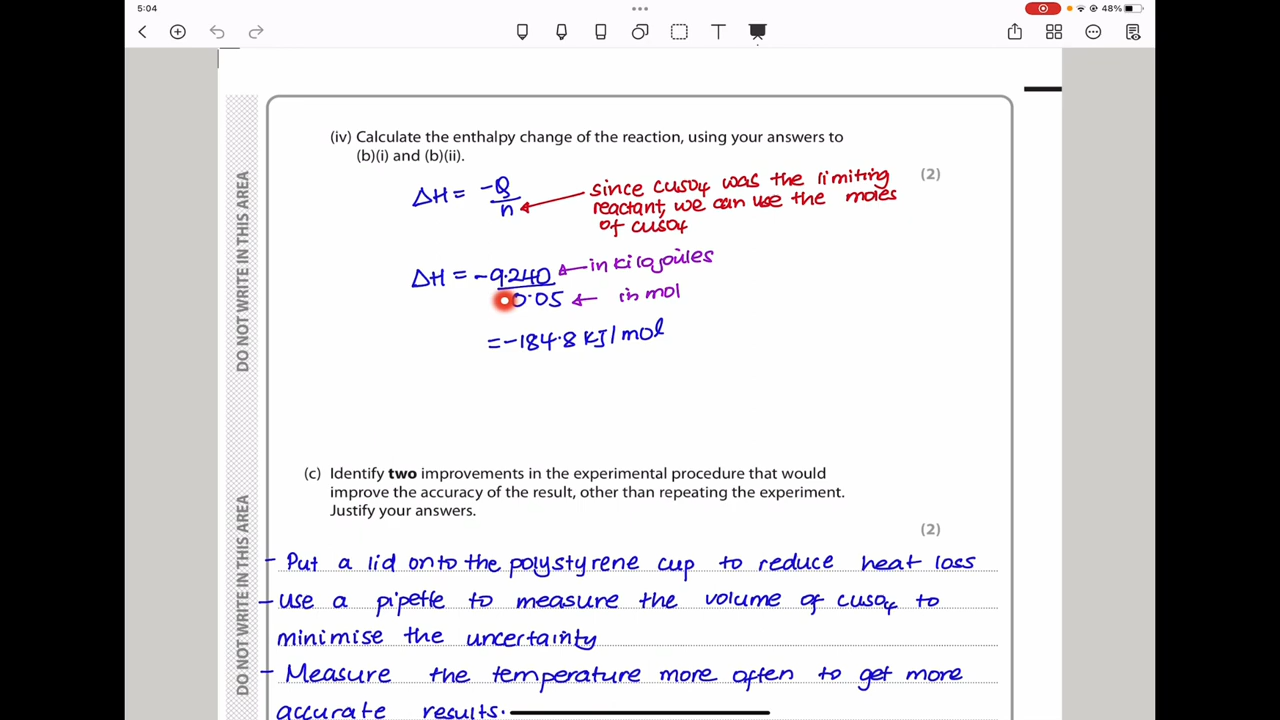 5:04
48%
(iv) Calculate the enthalpy change of the reaction, using your answers to
(b)(i) and (b)(ii).
(2)
ΔH = -Q/n
since cuso4 was the limiting
reactant, we can use the moles
of cuso4
ΔH = -9.240/0.05
in kilojoules
in mol
= -184.8 KJ/mol
(c) Identify two improvements in the experimental procedure that would
improve the accuracy of the result, other than repeating the experiment.
Justify your answers.
(2)
- Put a lid onto the polystyrene cup to reduce heat loss
- use a pipette to measure the volume of cuso4 to
minimise the uncertainty
- Measure the temperature more often to get more
accurate results.
DO NOT WRITE IN THIS AREA
DO NOT WRITE IN THIS AREA